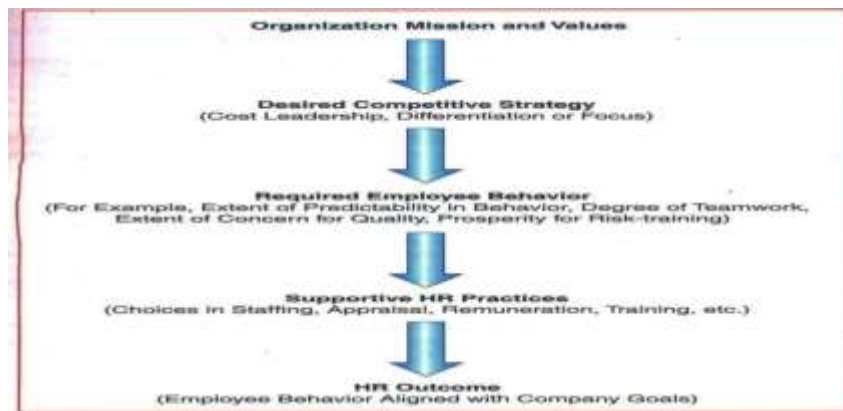 Organization Mission and Values
Desired Competitive Strategy
(Cost Leadership, Differentiation or Focus)
Required Employee Behavior
(For Example, Extent of Predictability in Behavior, Degree of Teamwork,
Extent of Concern for Quality, Prosperity for Risk-training)
Supportive HR Practices
(Choices in Staffing, Appraisal, Remuneration, Training, etc.)
HR Outcome
(Employee Behavior Aligned with Company Goals)